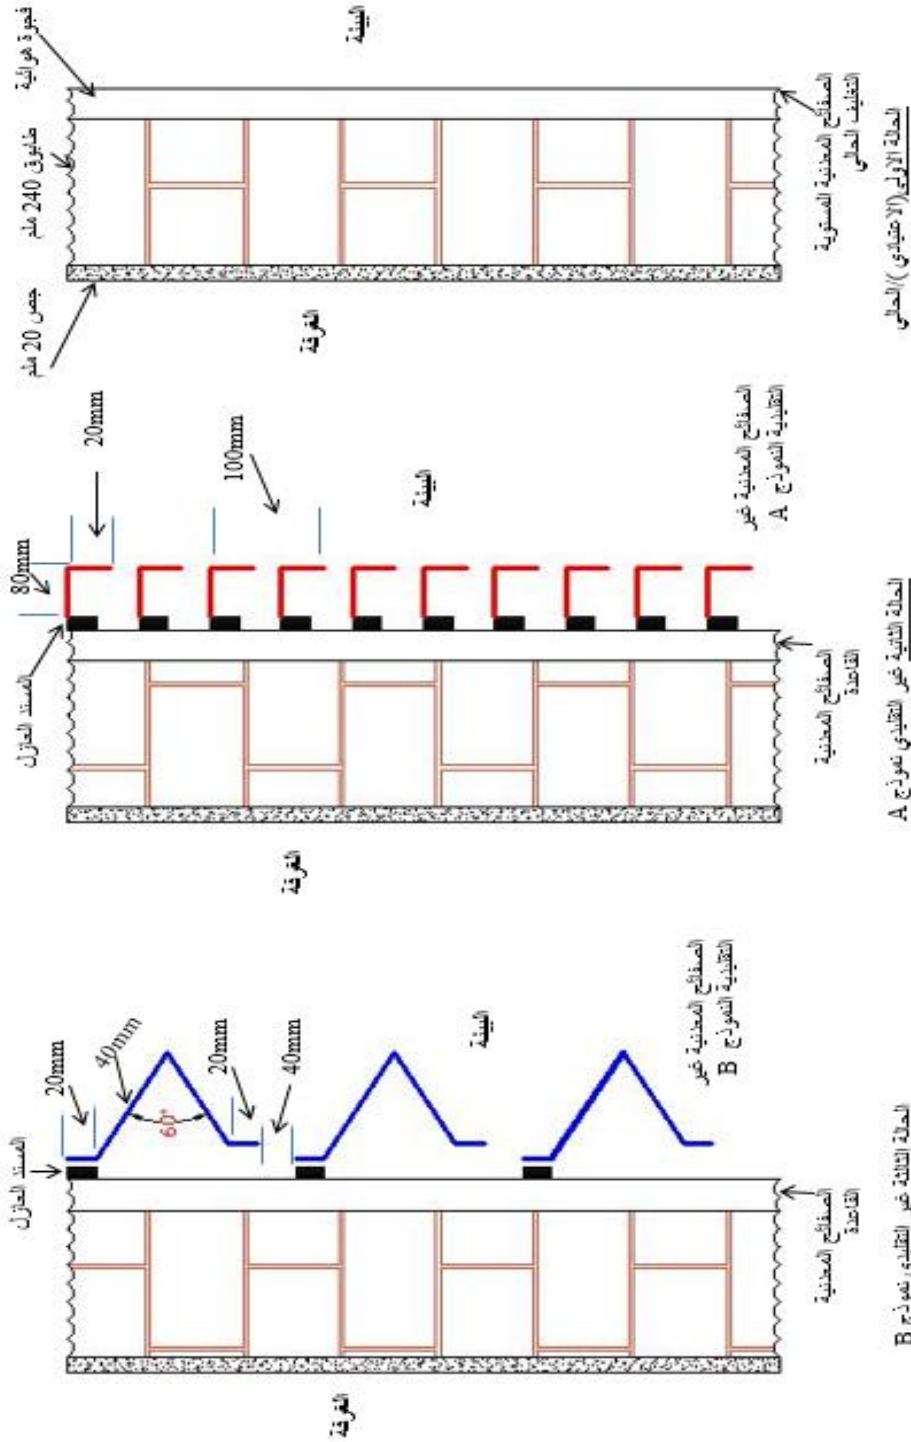 المسند العازل
20mm
40mm
60°
20mm
40mm
البيئة
الصفائح المعدنية غير
التقليدية النموذج B
الغرفة
الصفائح المعدنية
القاعدة
الحالة الثالثة غير التقليدي نموذج B
المسند العازل
80mm
20mm
100mm
البيئة
الصفائح المعدنية غير
التقليدية النموذج A
الغرفة
الصفائح المعدنية
القاعدة
الحالة الثانية غير التقليدي نموذج A
جص 20 ملم
طابوق 240 ملم
فجوة هوائية
البيئة
الغرفة
الصفائح المعدنية المستوية
التغليف الحالي
الحالة الاولى(الاعتيادي )/الحالي